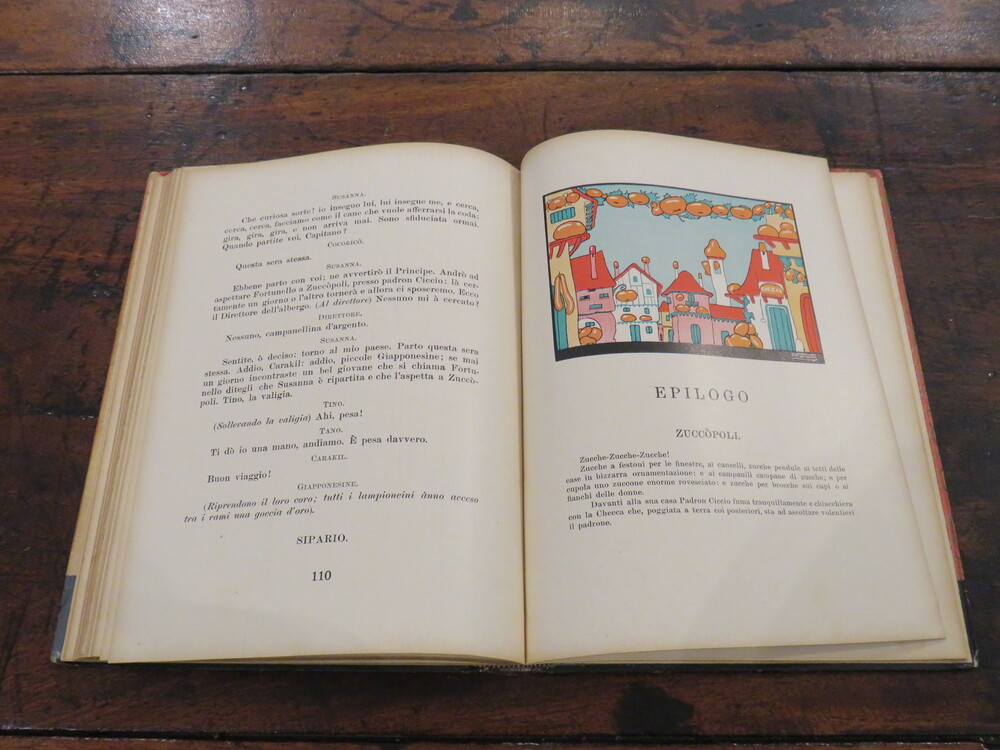 SUSANNA.
Che curiosa sorte! io inseguo lui, lui insegue me, e cerca,
cerca, cerca, facciamo come il cane che vuole afferrarsi la coda;
gira, gira, gira, e non arriva mai. Sono sfiduciata ormai.
Quando partite voi, Capitano?
COCORICÒ.
Questa sera stessa.
SUSANNA.
Ebbene parto con voi; ne avvertirò il Principe. Andrò ad
aspettare Fortunello a Zuccòpoli, presso padron Ciccio: là cer-
tamente un giorno o l'altro tornerà e allora ci sposeremo. Ecco
il Direttore dell'albergo. (Al direttore) Nessuno mi à cercato?
DIRETTORE.
Nessuno, campanellina d'argento.
SUSANNA.
Sentite, ò deciso: torno al mio paese. Parto questa sera
stessa. Addio, Carakil: addio, piccole Giapponesine; se mai
un giorno incontraste un bel giovane che si chiama Fortu-
nello ditegli che Susanna è ripartita e che l'aspetta a Zuccò-
poli. Tino, la valigia.
TINO.
(Sollevando la valigia) Ahi, pesa!
TANO.
Ti dò io una mano, andiamo. È pesa davvero.
CARAKIL.
Buon viaggio!
GIAPPONESINE.
(Riprendono il loro coro; tutti i lampioncini ànno acceso
tra i rami una goccia d'oro).
SIPARIO.
110
EPILOGO
ZUCCÒPOLI.
Zucche-Zucche-Zucche!
Zucche a festoni per le finestre, ai cancelli, zucche pendule ai tetti delle
case in bizzarra ornamentazione: e ai campanili campane di zucche; a per
cupola uno zuccone enorme rovesciato: e zucche per brocche sui capi o ai
fianchi delle donne.
Davanti alla sua casa Padron Ciccio fuma tranquillamente e chiacchiera
con la Checca che, poggiata a terra coi posteriori, sta ad ascoltare volentieri
il padrone.